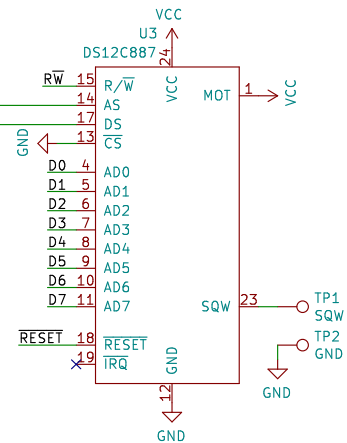 VCC
U3
DS12C887
24
VCC
RW 15 R/W
14 AS
17 DS
GND 13 CS
MOT 1 VCC
D0 4 AD0
D1 5 AD1
D2 6 AD2
D3 7 AD3
D4 8 AD4
D5 9 AD5
D6 10 AD6
D7 11 AD7
SQW 23
TP1
SQW
TP2
GND
GND
RESET 18 RESET
19 IRQ
GND
12
GND